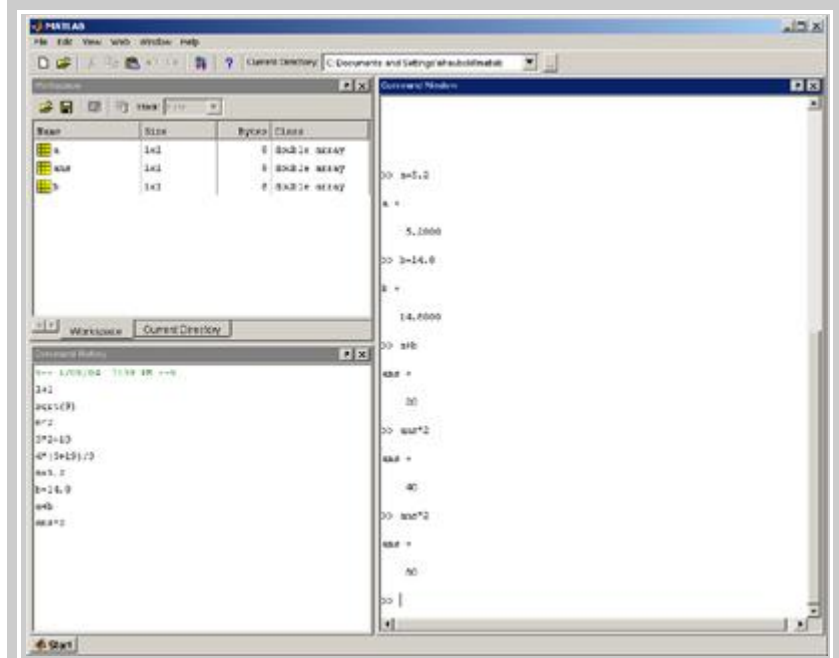 MATLAB
File Edit View Web Window Help
? Current Directory:
Workspace
Name Size Bytes Class
a 1x1 8 double array
ans 1x1 8 double array
b 1x1 8 double array
Workspace Current Directory
Command History
1+1
sqrt(9)
a=5.2
b=14.8
a+b
ans*2
Command Window
>> a=5.2
a =
5.2000
>> b=14.8
b =
14.8000
>> a+b
ans =
20
>> ans*2
ans =
40
>> ans*2
ans =
80
>>
Start